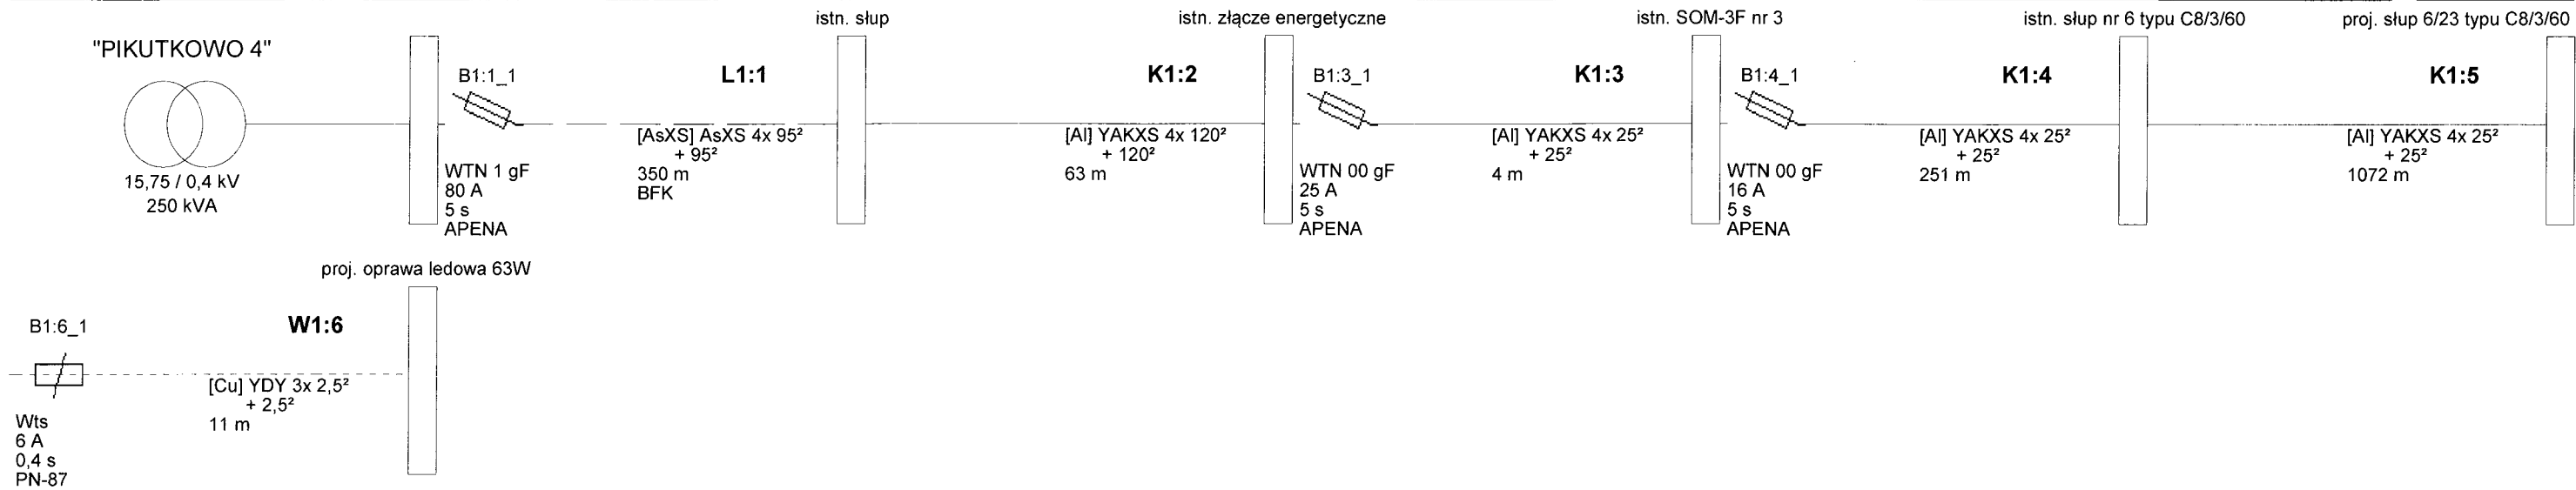 istn. słup
istn. złącze energetyczne
istn. SOM-3F nr 3
istn. słup nr 6 typu C8/3/60
proj. słup 6/23 typu C8/3/60
"PIKUTKOWO 4"
15,75 / 0,4 kV
250 kVA
B1:1_1
WTN 1 gF
80 A
5 s
APENA
L1:1
[AsXS] AsXS 4x 95²
+ 95²
350 m
BFK
K1:2
[Al] YAKXS 4x 120²
+ 120²
63 m
B1:3_1
WTN 00 gF
25 A
5 s
APENA
K1:3
[Al] YAKXS 4x 25²
+ 25²
4 m
B1:4_1
WTN 00 gF
16 A
5 s
APENA
K1:4
[Al] YAKXS 4x 25²
+ 25²
251 m
K1:5
[Al] YAKXS 4x 25²
+ 25²
1072 m
proj. oprawa ledowa 63W
B1:6_1
Wts
6 A
0,4 s
PN-87
W1:6
[Cu] YDY 3x 2,5²
+ 2,5²
11 m